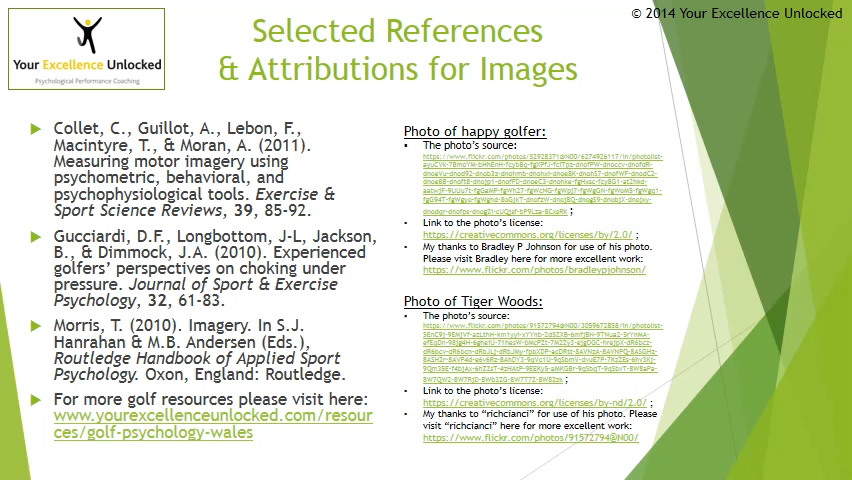 © 2014 Your Excellence Unlocked
Your Excellence Unlocked
Psychological Performance Coaching
Selected References
& Attributions for Images
Collet, C., Guillot, A., Lebon, F.,
Macintyre, T., & Moran, A. (2011).
Measuring motor imagery using
psychometric, behavioral, and
psychophysiological tools. Exercise &
Sport Science Reviews, 39, 85-92.
Gucciardi, D.F., Longbottom, J-L, Jackson,
B., & Dimmock, J.A. (2010). Experienced
golfers’ perspectives on choking under
pressure. Journal of Sport & Exercise
Psychology, 32, 61-83.
Morris, T. (2010). Imagery. In S.J.
Hanrahan & M.B. Andersen (Eds.),
Routledge Handbook of Applied Sport
Psychology. Oxon, England: Routledge.
For more golf resources please visit here:
www.yourexcellenceunlocked.com/resour
ces/golf-psychology-wales
Photo of happy golfer:
The photo’s source:
Link to the photo’s license:
https://creativecommons.org/licenses/by/2.0/ ;
My thanks to Bradley P Johnson for use of his photo.
Please visit Bradley here for more excellent work:
https://www.flickr.com/photos/bradleypjohnson/
Photo of Tiger Woods:
The photo’s source:
Link to the photo’s license:
https://creativecommons.org/licenses/by-nd/2.0/ ;
My thanks to “richcianci” for use of his photo. Please
visit “richcianci” here for more excellent work:
https://www.flickr.com/photos/91572794@N00/